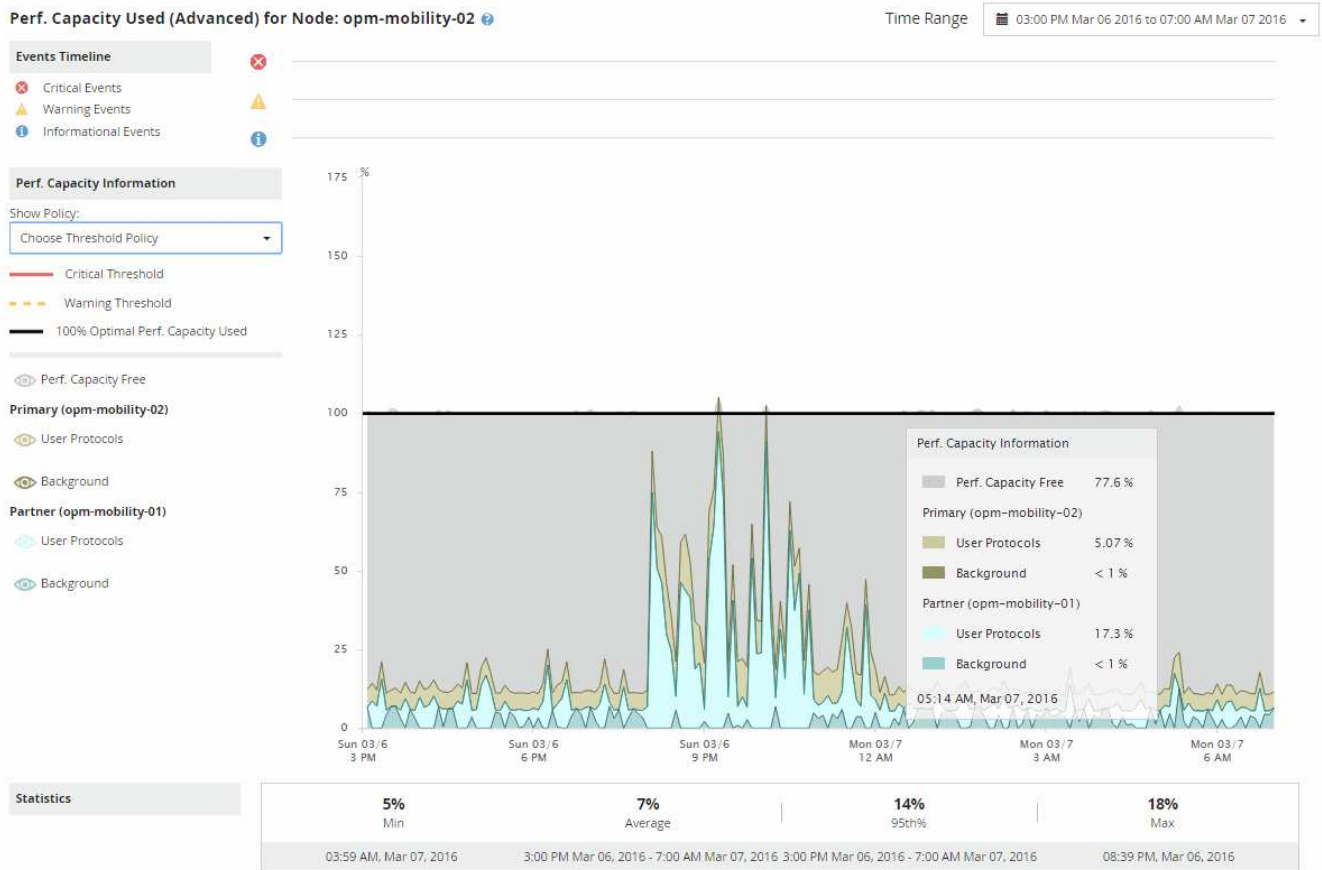 Perf. Capacity Used (Advanced) for Node: opm-mobility-02 ?
Time Range 03:00 PM Mar 06 2016 to 07:00 AM Mar 07 2016
Events Timeline
Critical Events
Warning Events
Informational Events
Perf. Capacity Information
Show Policy:
Choose Threshold Policy
Critical Threshold
Warning Threshold
100% Optimal Perf. Capacity Used
Perf. Capacity Free
Primary (opm-mobility-02)
User Protocols
Background
Partner (opm-mobility-01)
User Protocols
Background
%
175
150
125
100
75
50
25
0
Sun 03/6 Sun 03/6 Sun 03/6 Mon 03/7 Mon 03/7 Mon 03/7
3 PM 6 PM 9 PM 12 AM 3 AM 6 AM
Perf. Capacity Information
Perf. Capacity Free 77.6 %
Primary (opm-mobility-02)
User Protocols 5.07 %
Background < 1 %
Partner (opm-mobility-01)
User Protocols 17.3 %
Background < 1 %
05:14 AM, Mar 07, 2016
Statistics
5% 7% 14% 18%
Min Average 95th% Max
03:59 AM, Mar 07, 2016 3:00 PM Mar 06, 2016 - 7:00 AM Mar 07, 2016 3:00 PM Mar 06, 2016 - 7:00 AM Mar 07, 2016 08:39 PM, Mar 06, 2016